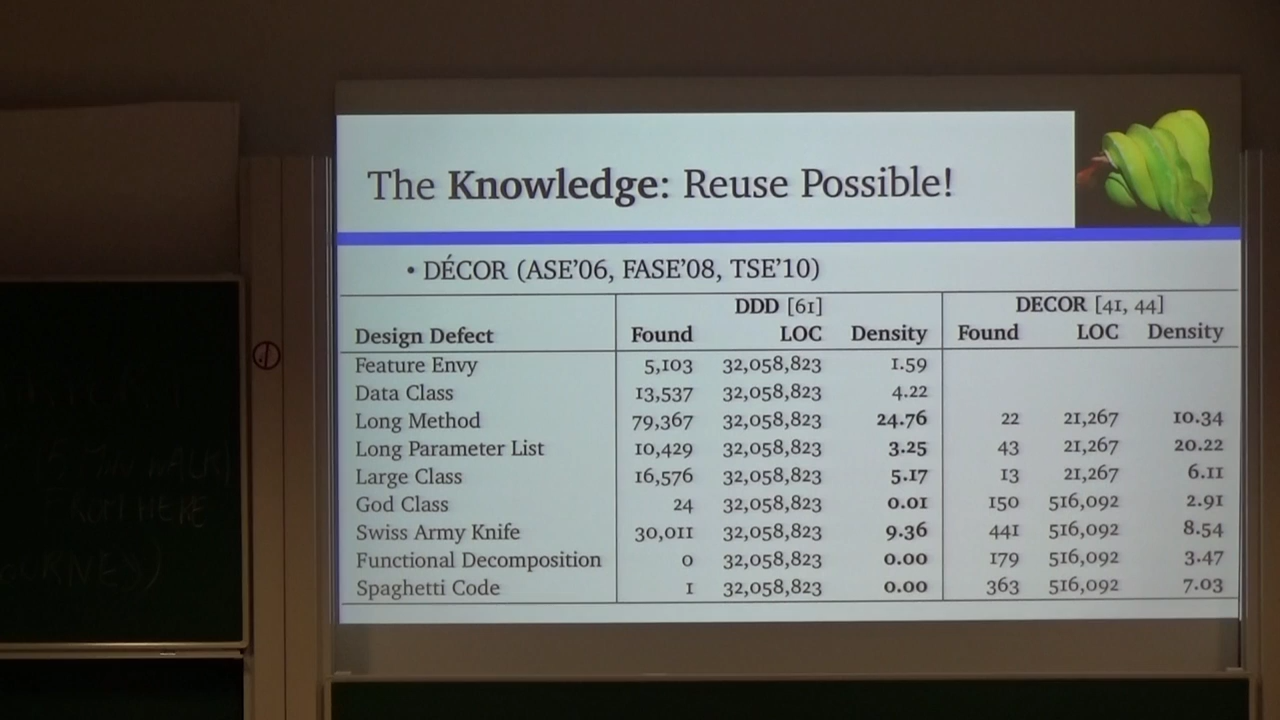 The Knowledge: Reuse Possible!
• DÉCOR (ASE'06, FASE'08, TSE'10)
DDD [61] DECOR [41, 44]
Design Defect Found LOC Density Found LOC Density
Feature Envy 5,103 32,058,823 1.59
Data Class 13,537 32,058,823 4.22
Long Method 79,367 32,058,823 24.76 22 21,267 10.34
Long Parameter List 10,429 32,058,823 3.25 43 21,267 20.22
Large Class 16,576 32,058,823 5.17 13 21,267 6.11
God Class 24 32,058,823 0.01 150 516,092 2.91
Swiss Army Knife 30,011 32,058,823 9.36 441 516,092 8.54
Functional Decomposition 0 32,058,823 0.00 179 516,092 3.47
Spaghetti Code 1 32,058,823 0.00 363 516,092 7.03
FROM HERE